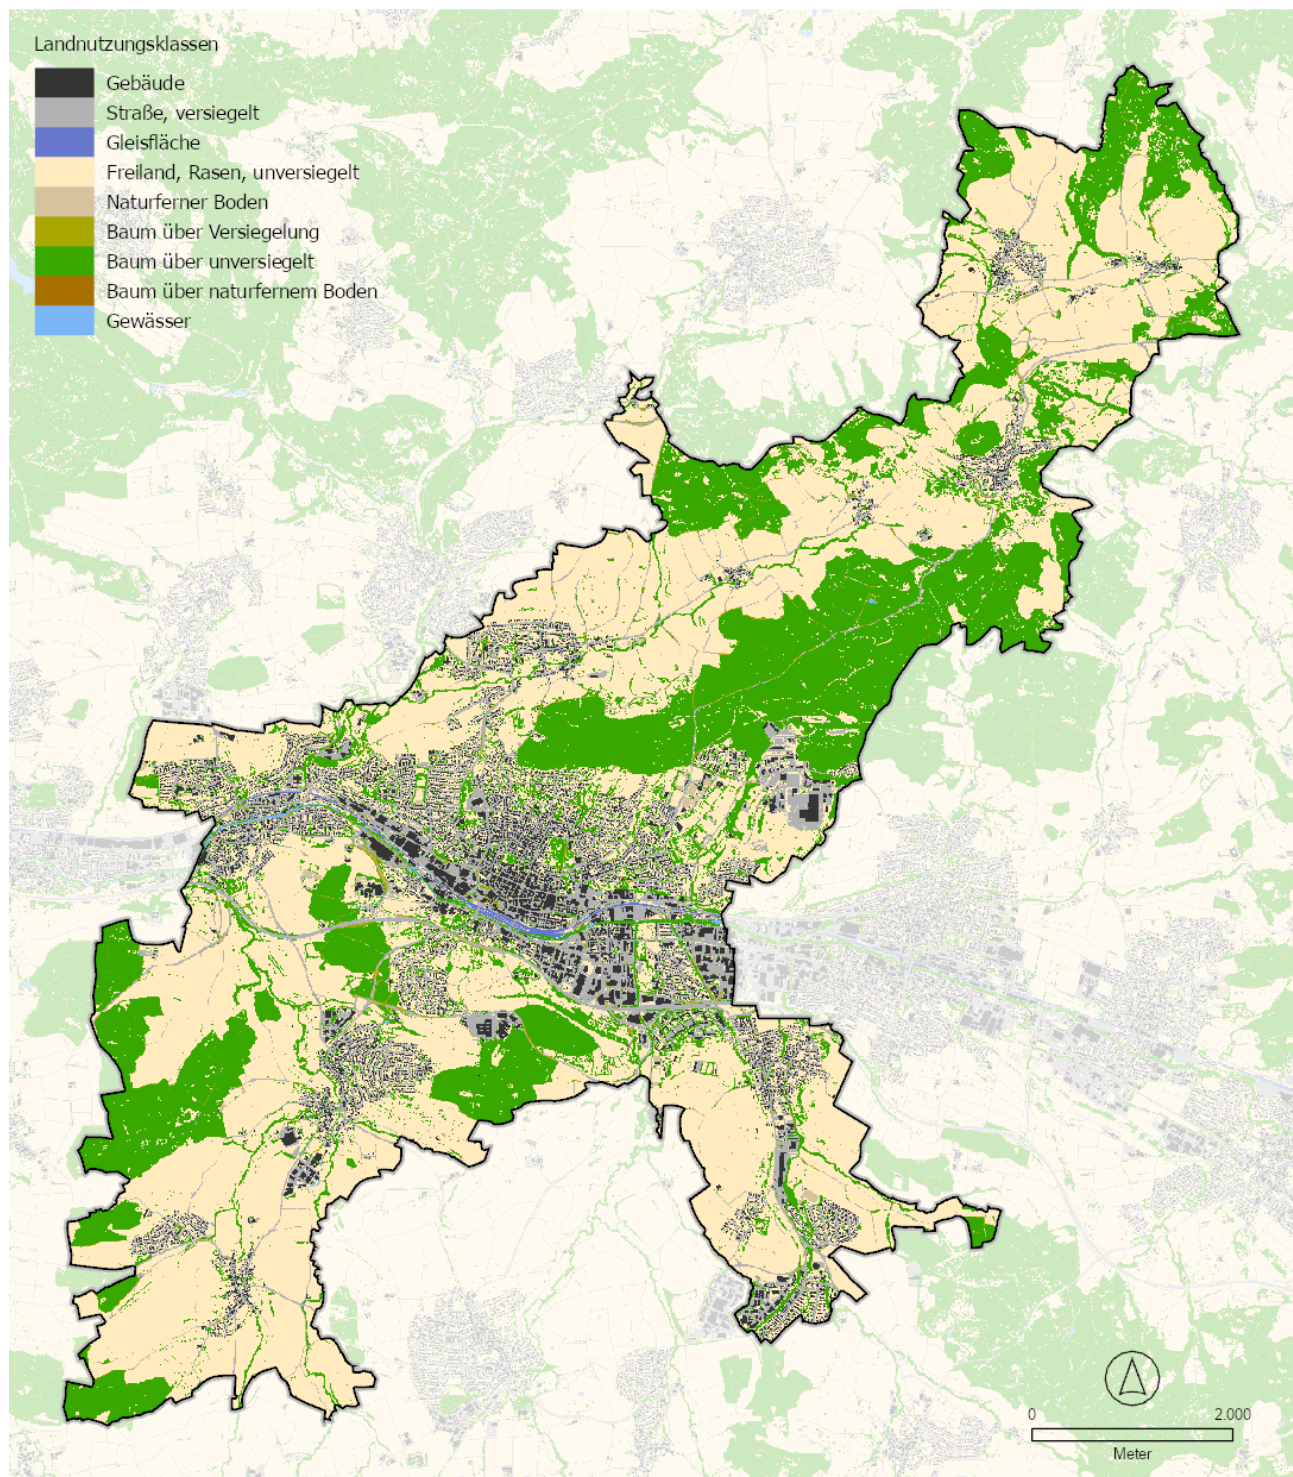 Landnutzungsklassen
Gebäude
Straße, versiegelt
Gleisfläche
Freiland, Rasen, unversiegelt
Naturferner Boden
Baum über Versiegelung
Baum über unversiegelt
Baum über naturfernem Boden
Gewässer
0 2.000
Meter